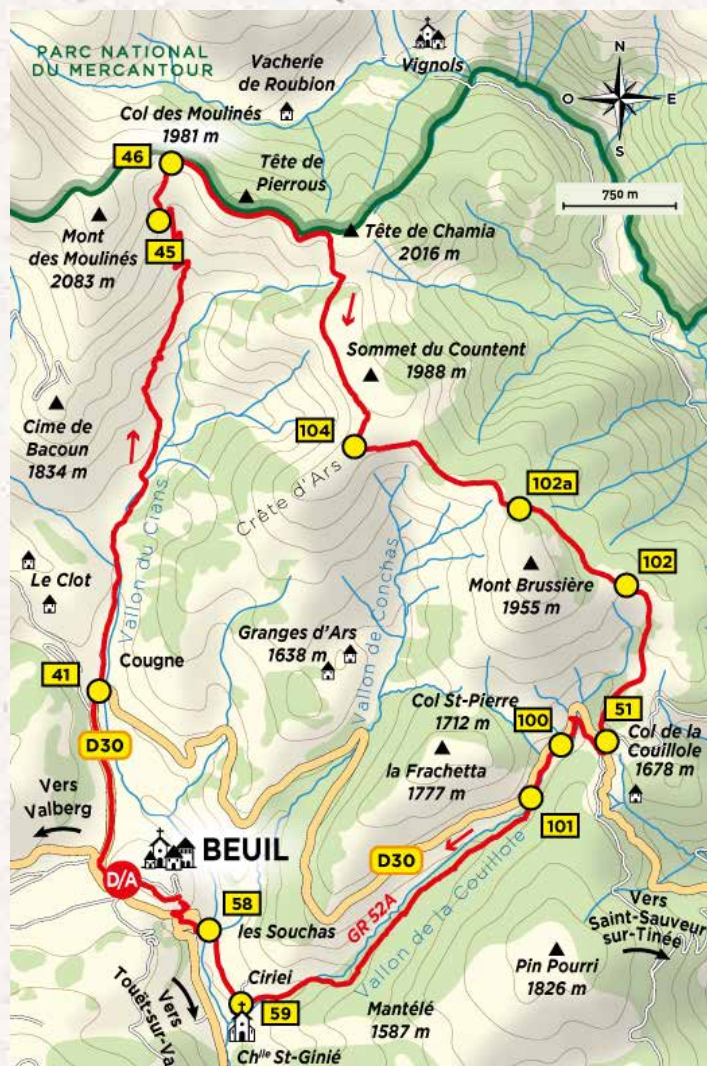 PARC NATIONAL
DU MERCANTOUR
Vacherie
de Roubion
Vignols
N
O
E
S
750 m
Col des Moulinés
1981 m
46
Tête de
Pierrous
Mont
des Moulinés
2083 m
45
Tête de Chamia
2016 m
Sommet du Countent
1988 m
Cime de
Bacoun
1834 m
104
Crête d'Ars
102a
Vallon du Cians
Vallon de Conchas
Mont Brussière
1955 m
102
Le Clot
Granges d'Ars
1638 m
41
Cougne
Col St-Pierre
1712 m
100
51
Col de la
Couillole
1678 m
D30
la Frachetta
1777 m
101
Vers
Valberg
BEUIL
D/A
D30
GR 52A
Vallon de la Couillole
58
les Souchas
Vers
Saint-Sauveur
sur-Tinée
Pin Pourri
1826 m
Ciriei
Vers
Touët-sur-Va
59
Mantélé
1587 m
Chlle St-Ginié